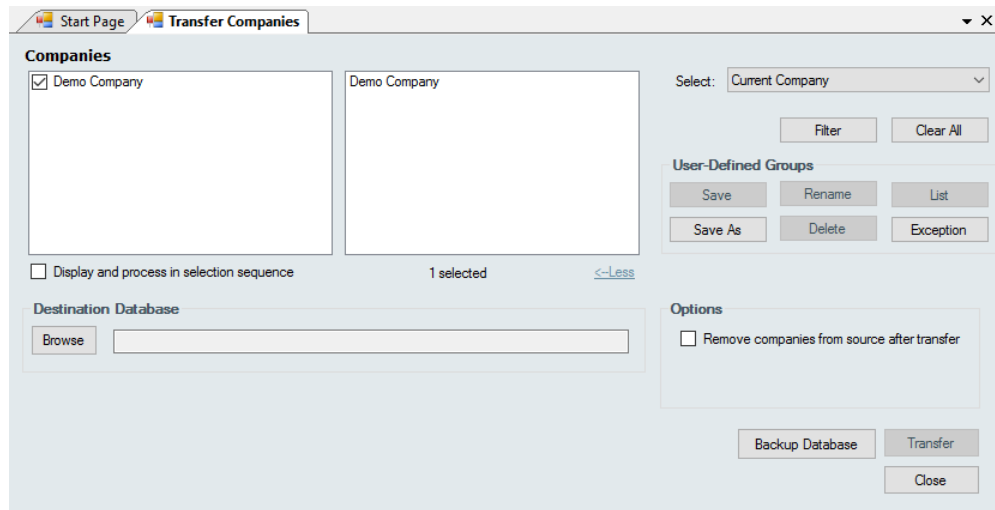 Start Page
Transfer Companies
Companies
Demo Company
Demo Company
Select: Current Company
Filter
Clear All
User-Defined Groups
Save
Rename
List
Save As
Delete
Exception
Display and process in selection sequence
1 selected
<--Less
Destination Database
Browse
Options
Remove companies from source after transfer
Backup Database
Transfer
Close